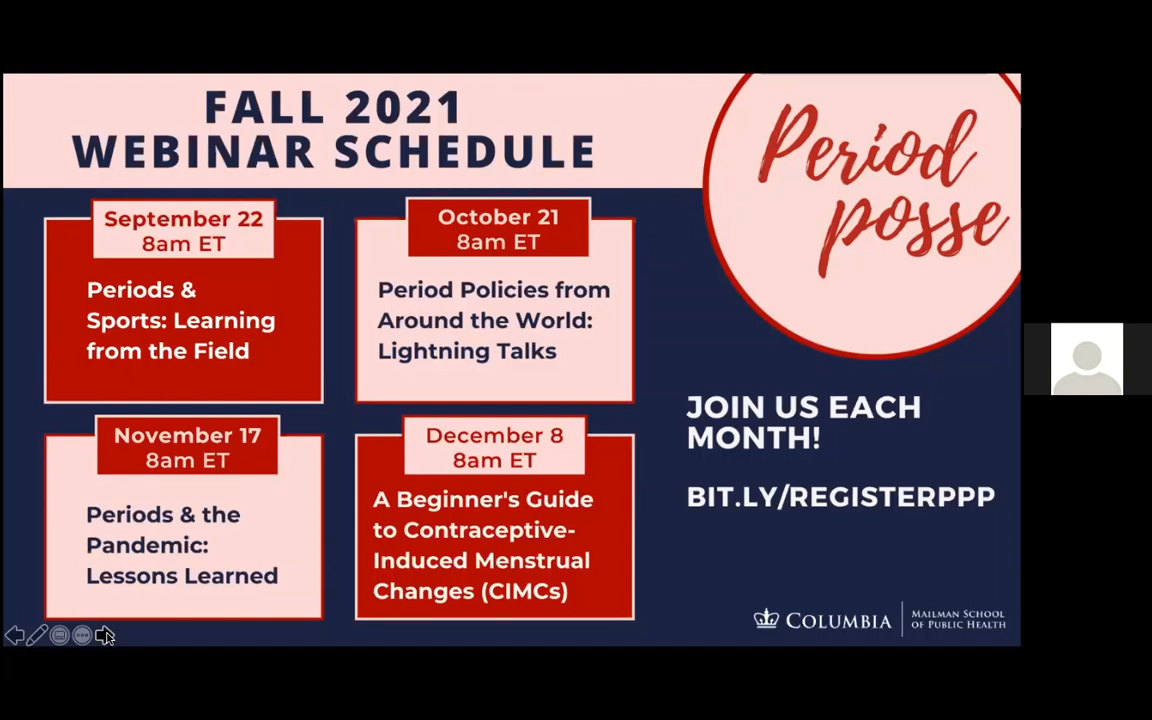 FALL 2021
WEBINAR SCHEDULE
Period
posse
September 22
8am ET
Periods &
Sports: Learning
from the Field
October 21
8am ET
Period Policies from
Around the World:
Lightning Talks
November 17
8am ET
Periods & the
Pandemic:
Lessons Learned
December 8
8am ET
A Beginner's Guide
to Contraceptive-
Induced Menstrual
Changes (CIMCs)
JOIN US EACH
MONTH!
BIT.LY/REGISTERPPP
COLUMBIA
MAILMAN SCHOOL
OF PUBLIC HEALTH